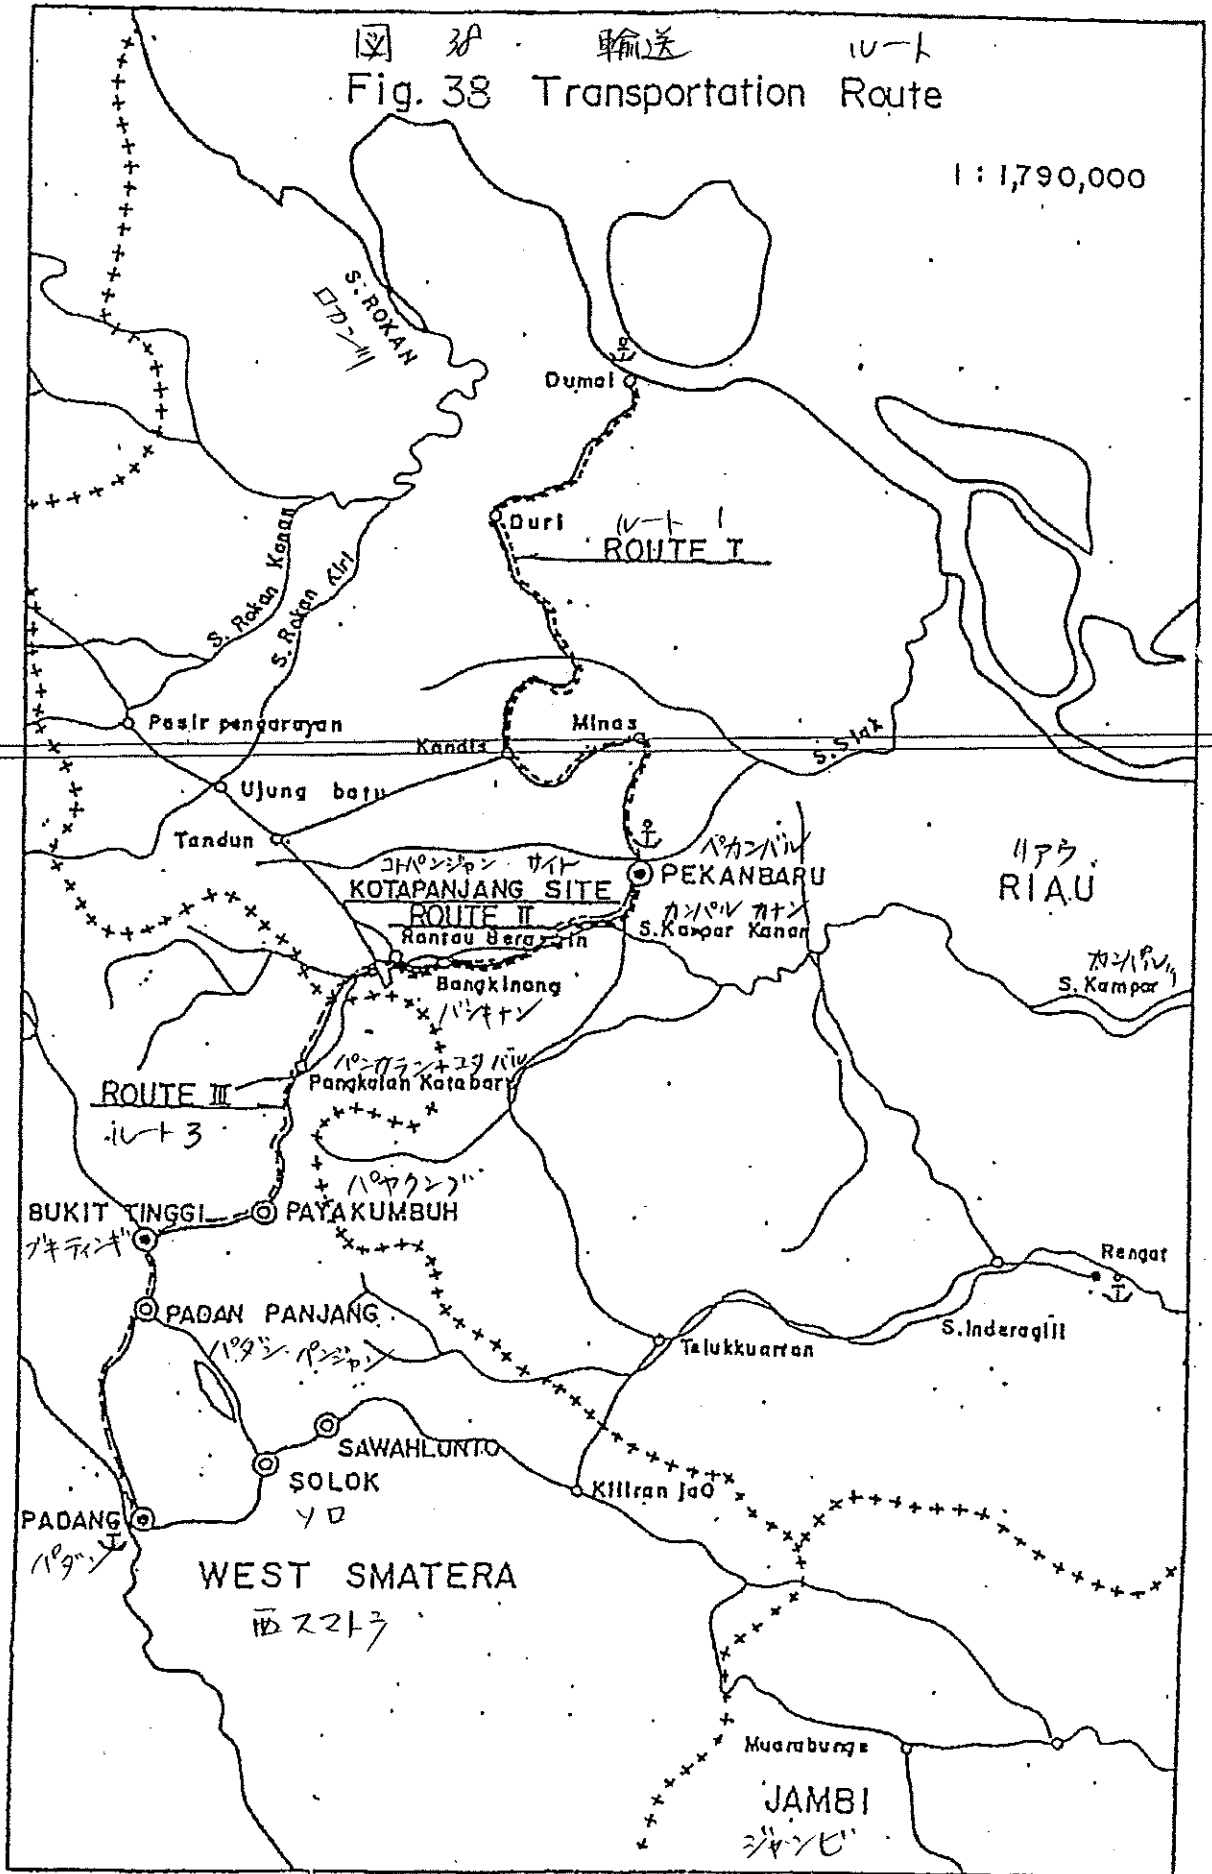 図 38 輸送 ルート
Fig. 38 Transportation Route
1 : 1,790,000
S. ROKAN
ロカン川
Dumai
Duri
ルート 1
ROUTE I
S. Rokan Kanan
S. Rokan Kiri
Pasir pengarayan
Kandis
Minas
S. Siak
Ujung batu
Tandun
コトパンジャン サイト
KOTAPANJANG SITE
ペカンバル
PEKANBARU
リアウ
RIAU
ROUTE II
カンパル カナン
S. Kampar Kanan
Rantau Berangin
Bangkinang
バンキナン
カンパル川
S. Kampar
パンカラン コタバル
Pangkalan Kotabaru
ROUTE III
ルート 3
パヤクンブ
PAYAKUMBUH
BUKIT TINGGI
ブキティンギ
Rengat
PADAN PANJANG
パダン パンジャン
S. Inderagiri
Talukkuantan
SAWAHLUNTO
SOLOK
ソロ
Kiliran jaO
PADANG
パダン
WEST SMATERA
西スマトラ
Muarabunge
JAMBI
ジャンビ